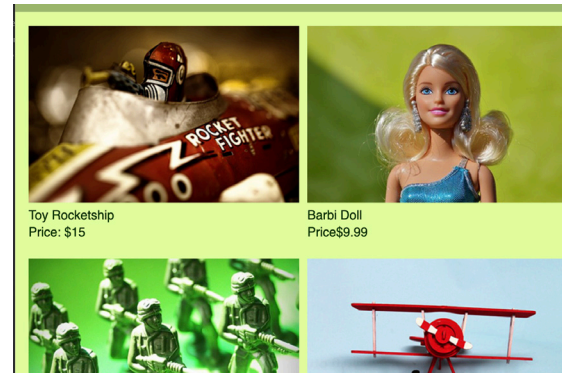 ROCKET
FIGHTER
Toy Rocketship
Price: $15
Barbi Doll
Price$9.99